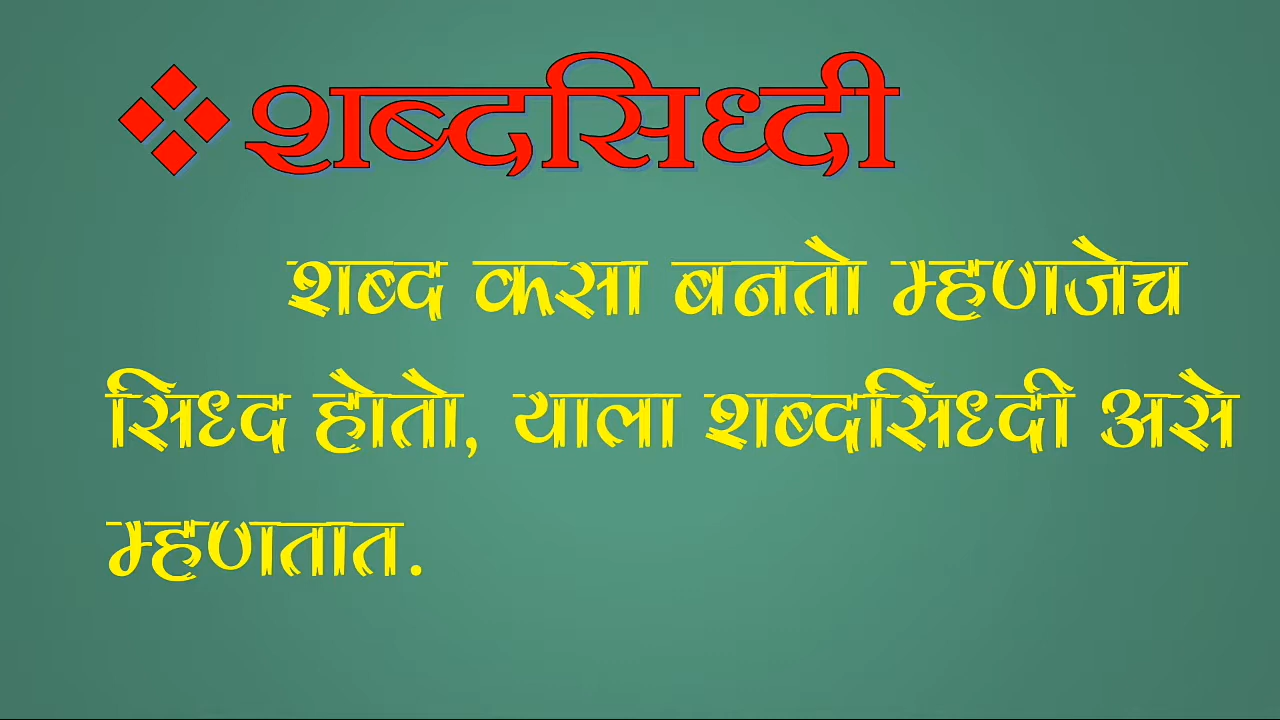 ❖शब्दसिध्दी
शब्द कसा बनतो म्हणजेच
सिध्द होतो, याला शब्दसिध्दी असे
म्हणतात.